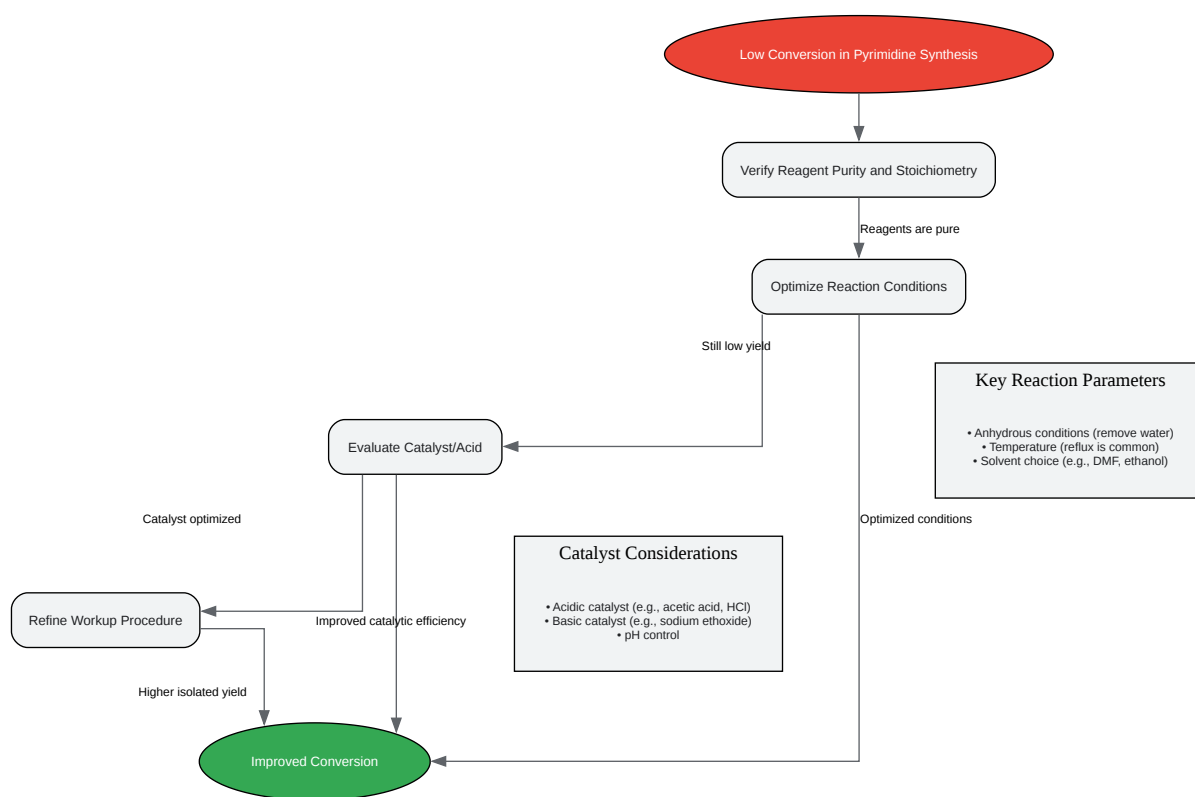 Low Conversion in Pyrimidine Synthesis
Verify Reagent Purity and Stoichiometry
Reagents are pure
Optimize Reaction Conditions
Still low yield
Key Reaction Parameters
• Anhydrous conditions (remove water)
• Temperature (reflux is common)
• Solvent choice (e.g., DMF, ethanol)
Evaluate Catalyst/Acid
Catalyst optimized
Optimized conditions
Catalyst Considerations
• Acidic catalyst (e.g., acetic acid, HCl)
• Basic catalyst (e.g., sodium ethoxide)
• pH control
Refine Workup Procedure
Improved catalytic efficiency
Higher isolated yield
Improved Conversion